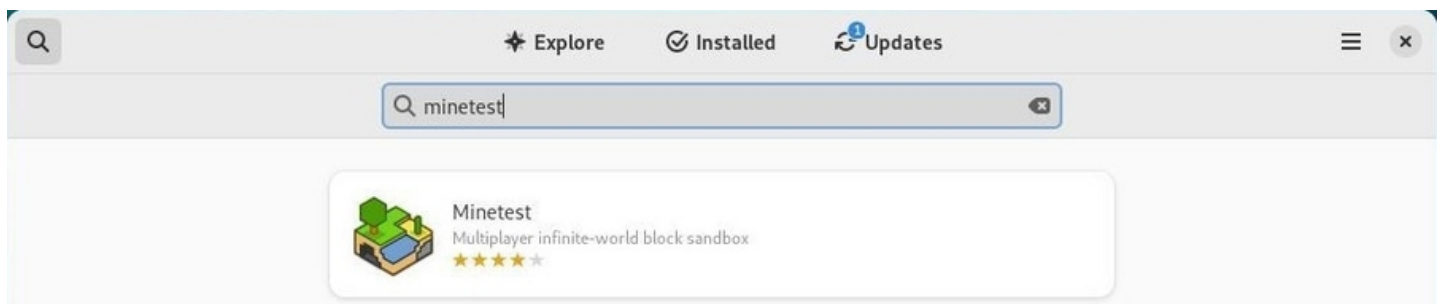 Explore Installed 1 Updates
minetest
Minetest
Multiplayer infinite-world block sandbox